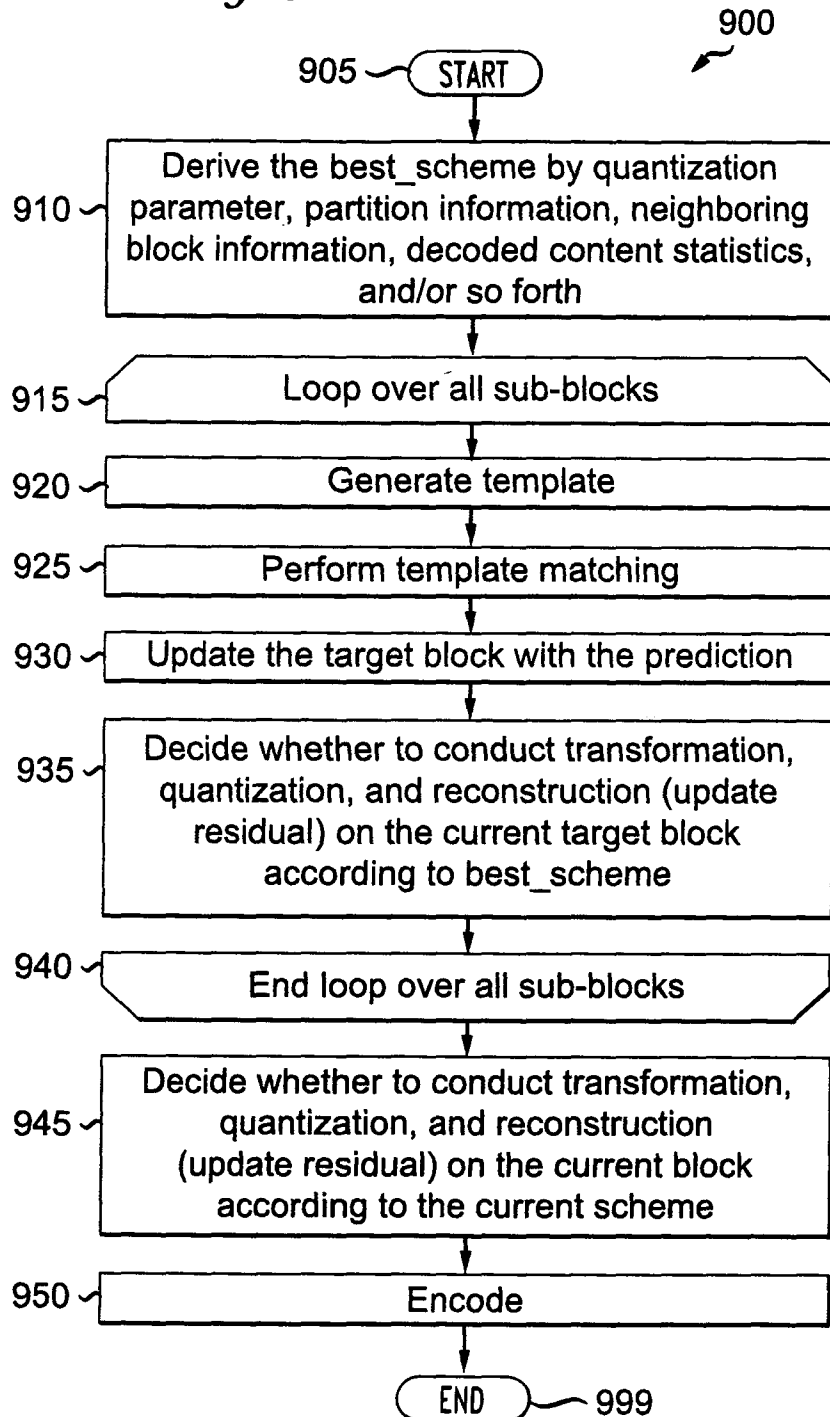 900
905 START
910 Derive the best_scheme by quantization
parameter, partition information, neighboring
block information, decoded content statistics,
and/or so forth
915 Loop over all sub-blocks
920 Generate template
925 Perform template matching
930 Update the target block with the prediction
935 Decide whether to conduct transformation,
quantization, and reconstruction (update
residual) on the current target block
according to best_scheme
940 End loop over all sub-blocks
945 Decide whether to conduct transformation,
quantization, and reconstruction
(update residual) on the current block
according to the current scheme
950 Encode
END 999